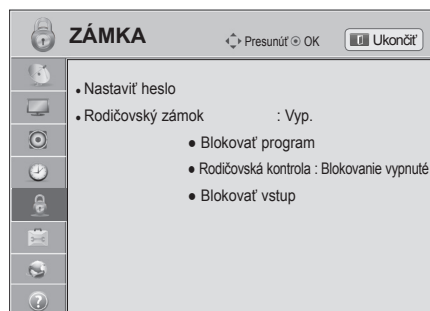 ZÁMKA Presunúť OK Ukončiť
• Nastaviť heslo
• Rodičovský zámok : Vyp.
● Blokovať program
● Rodičovská kontrola : Blokovanie vypnuté
● Blokovať vstup